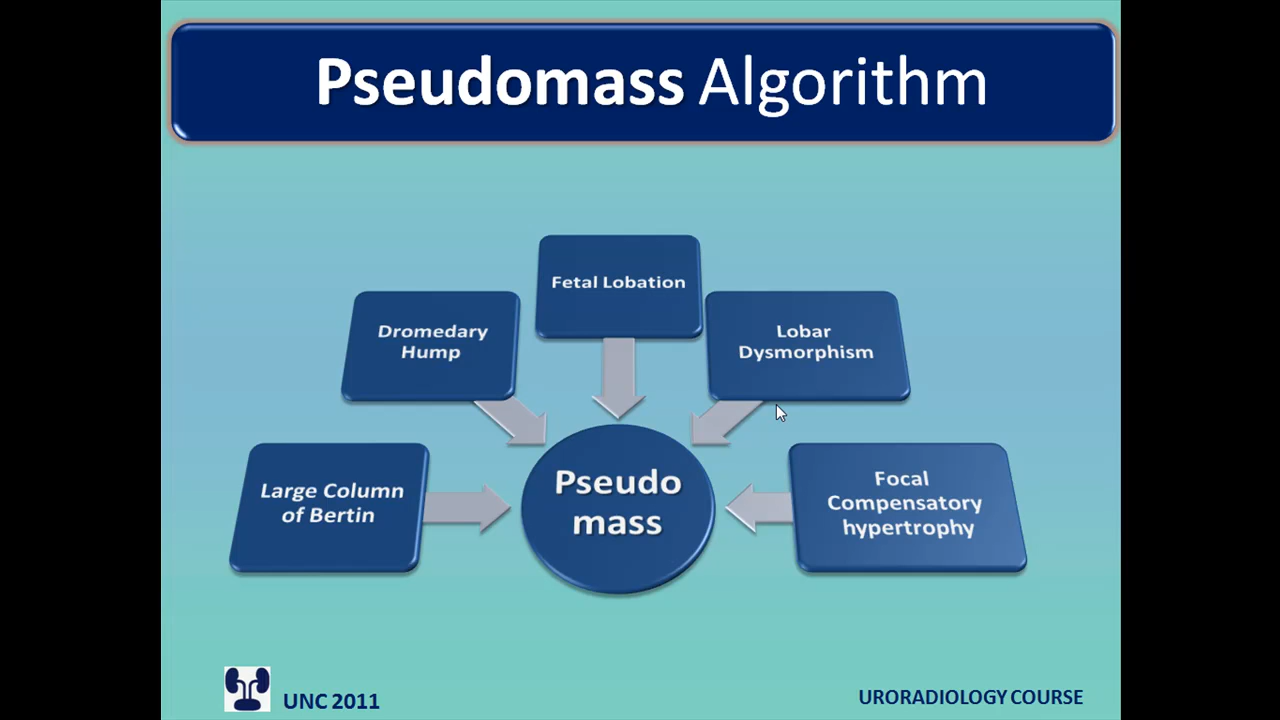 Pseudomass Algorithm
Fetal Lobation
Dromedary
Hump
Lobar
Dysmorphism
Large Column
of Bertin
Pseudo
mass
Focal
Compensatory
hypertrophy
UNC 2011
URORADIOLOGY COURSE